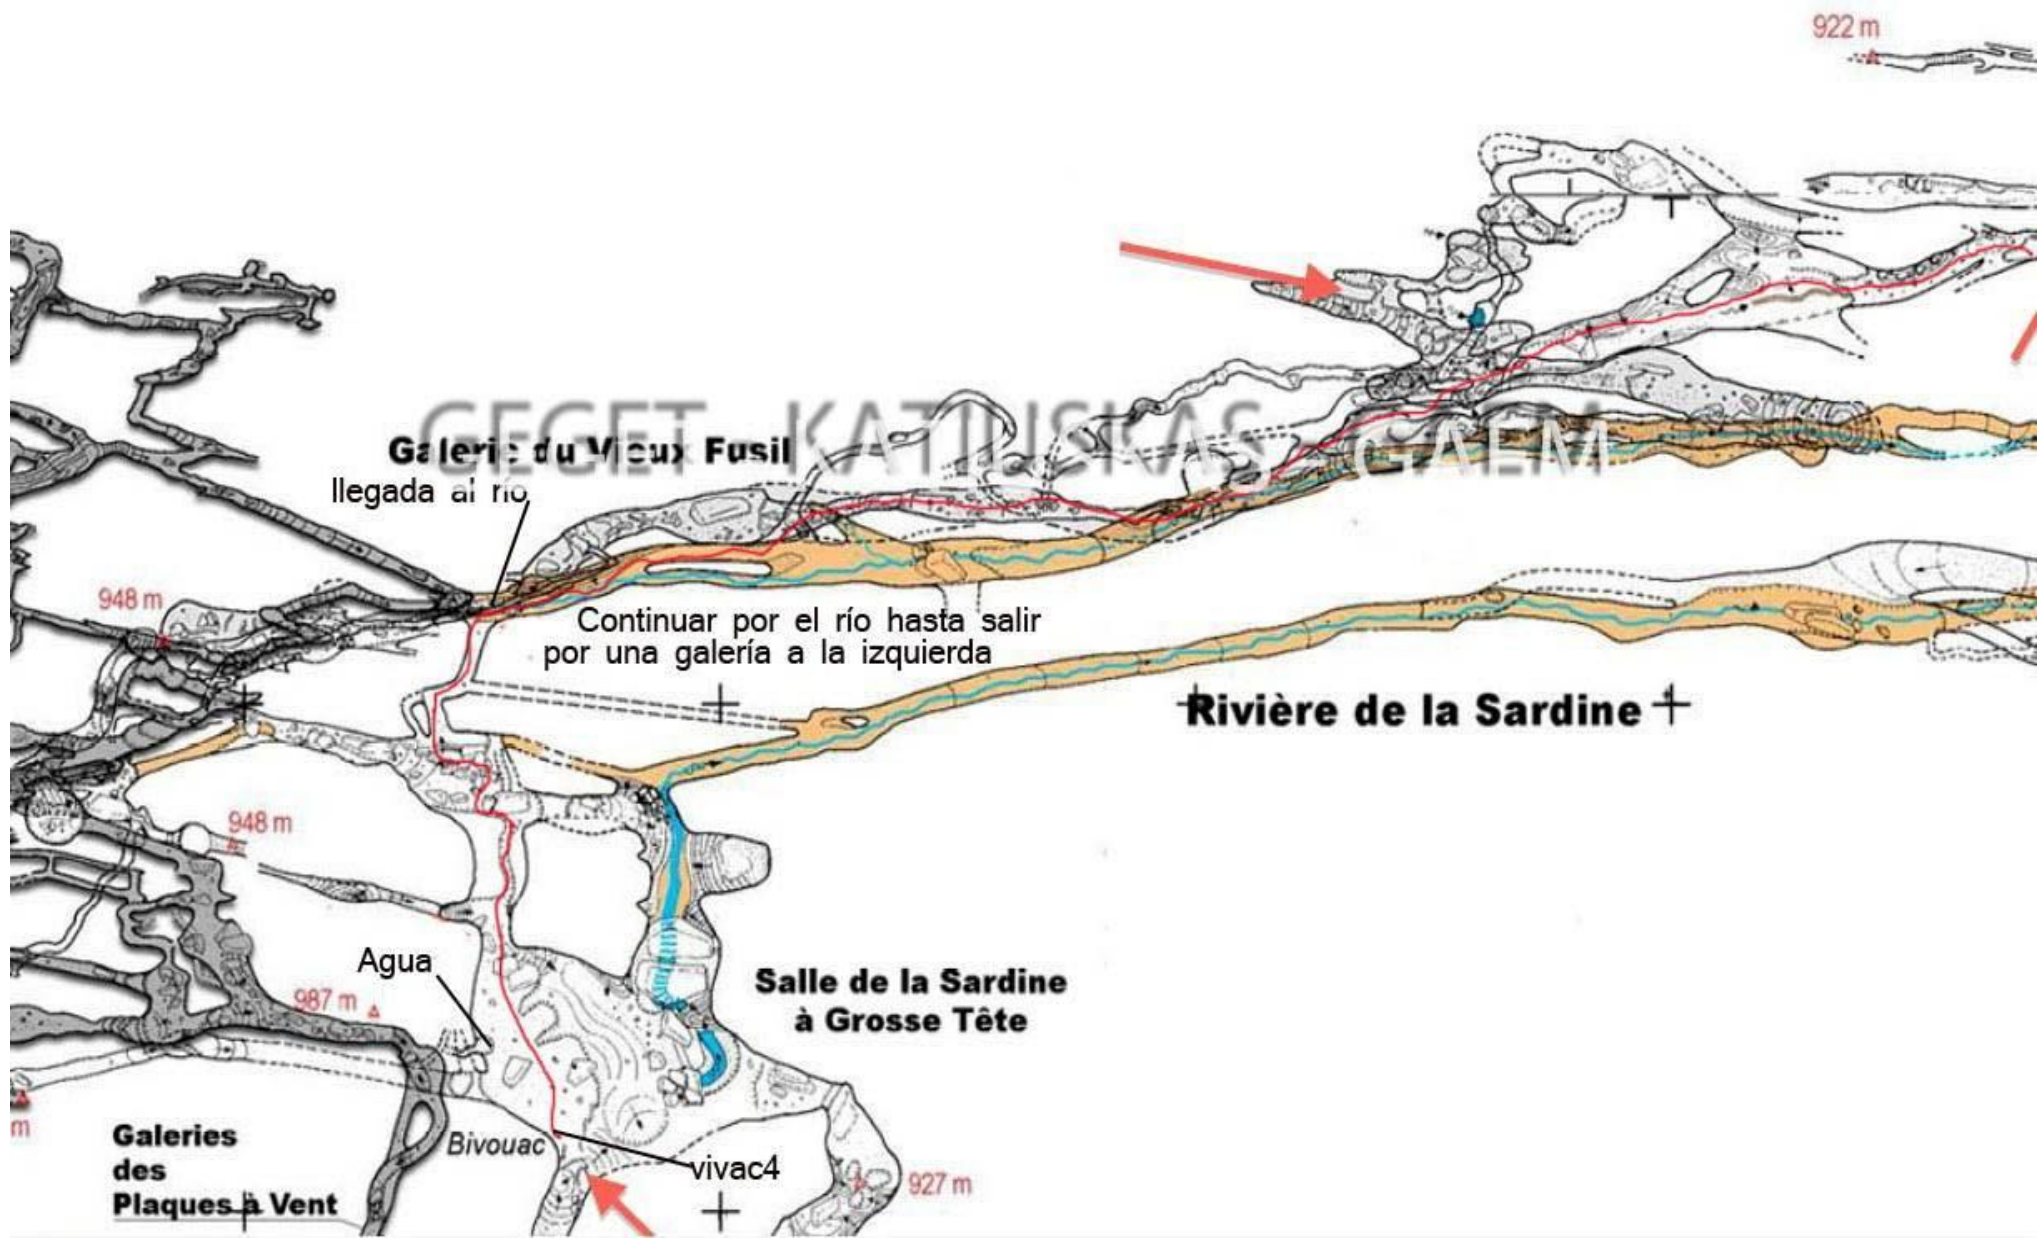 922 m
GEGET - KATIUSKAS - GAEM
Galerie du Vieux Fusil
llegada al río
948 m
Continuar por el río hasta salir
por una galería a la izquierda
Rivière de la Sardine
948 m
Agua
987 m
Salle de la Sardine
à Grosse Tête
m
Galeries
des
Plaques à Vent
Bivouac
vivac4
927 m